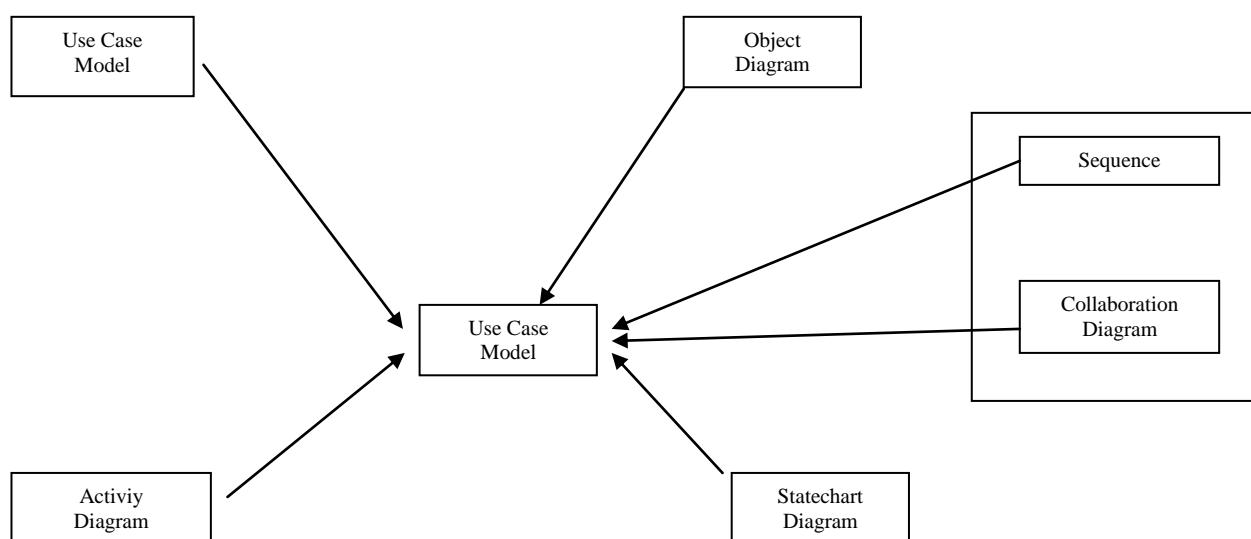 Use Case
Model
Object
Diagram
Sequence
Collaboration
Diagram
Use Case
Model
Activiy
Diagram
Statechart
Diagram